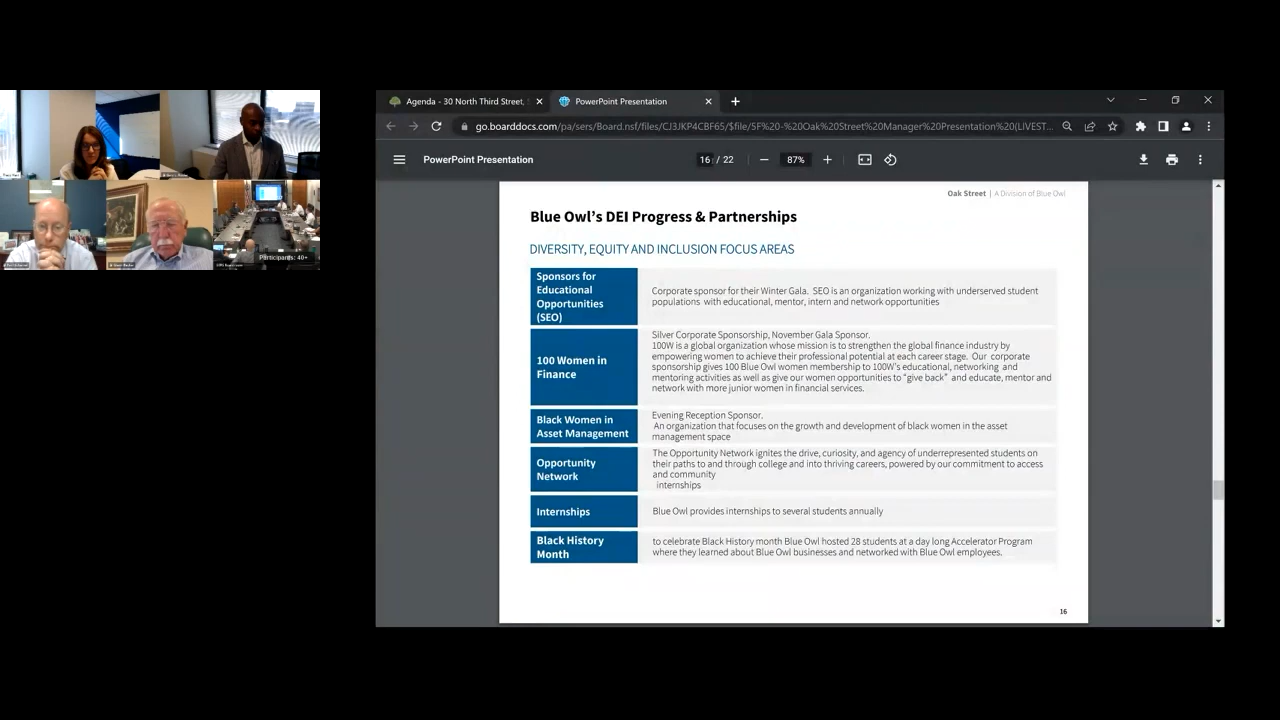 Agenda - 30 North Third Street,
PowerPoint Presentation
go.boarddocs.com/pa/sers/Board.nsf/files/CJ3JKP4CBF65/$file/5F%20-%20Oak%20Street%20Manager%20Presentation%20(LIVEST...
PowerPoint Presentation
16 / 22
87%
Participants: 40+
Oak Street | A Division of Blue Owl
Blue Owl's DEI Progress & Partnerships
DIVERSITY, EQUITY AND INCLUSION FOCUS AREAS
Sponsors for
Educational
Opportunities
(SEO)
Corporate sponsor for their Winter Gala. SEO is an organization working with underserved student
populations with educational, mentor, intern and network opportunities
100 Women in
Finance
Silver Corporate Sponsorship, November Gala Sponsor.
100W is a global organization whose mission is to strengthen the global finance industry by
empowering women to achieve their professional potential at each career stage. Our corporate
sponsorship gives 100 Blue Owl women membership to 100W's educational, networking and
mentoring activities as well as give our women opportunities to "give back" and educate, mentor and
network with more junior women in financial services.
Black Women in
Asset Management
Evening Reception Sponsor.
An organization that focuses on the growth and development of black women in the asset
management space
Opportunity
Network
The Opportunity Network ignites the drive, curiosity, and agency of underrepresented students on
their paths to and through college and into thriving careers, powered by our commitment to access
and community
internships
Internships
Blue Owl provides internships to several students annually
Black History
Month
to celebrate Black History month Blue Owl hosted 28 students at a day long Accelerator Program
where they learned about Blue Owl businesses and networked with Blue Owl employees.
16